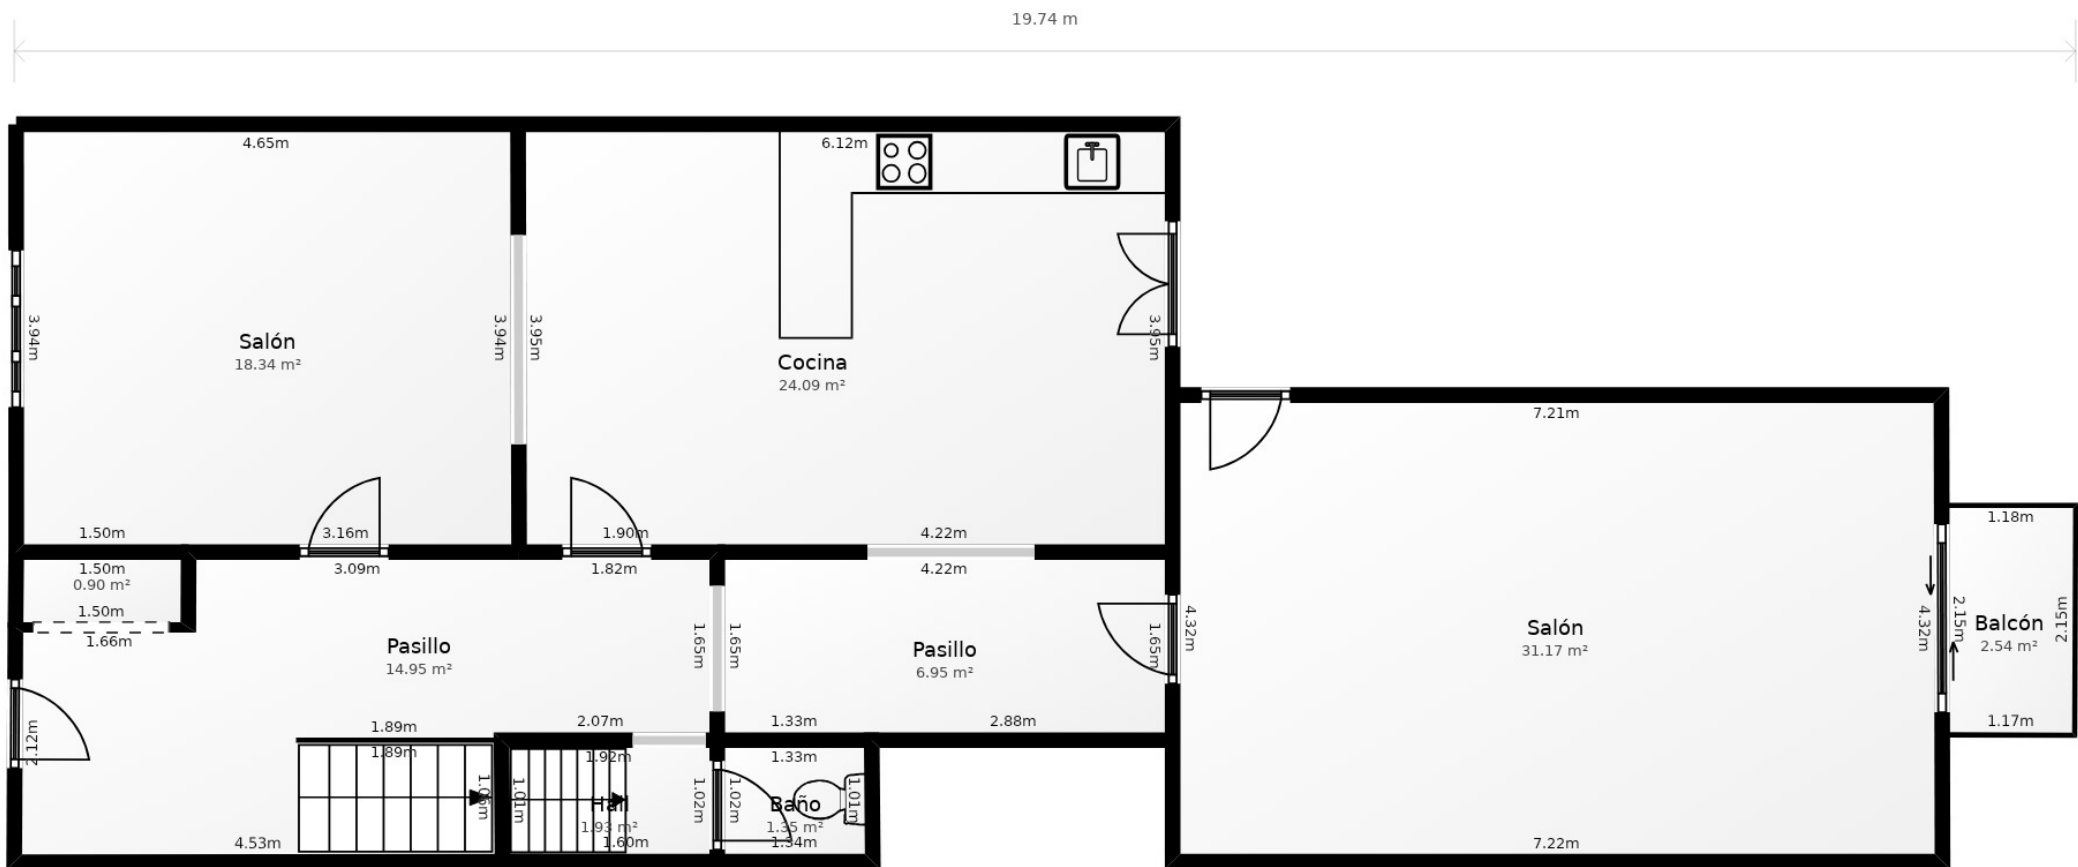 19.74 m
4.65m
6.12m
3.94m
3.94m
3.95m
3.95m
Salón
18.34 m²
Cocina
24.09 m²
7.21m
1.50m
3.16m
1.90m
4.22m
1.18m
1.50m
0.90 m²
3.09m
1.82m
4.22m
1.50m
1.66m
Pasillo
14.95 m²
1.65m
1.65m
Pasillo
6.95 m²
1.65m
4.32m
Salón
31.17 m²
4.32m
2.15m
Balcón
2.54 m²
2.15m
2.12m
1.89m
2.07m
1.33m
2.88m
1.17m
1.89m
1.92m
1.33m
1.06m
1.01m
Hall
1.93 m²
1.02m
1.02m
Baño
1.35 m²
1.01m
4.53m
1.60m
1.34m
7.22m